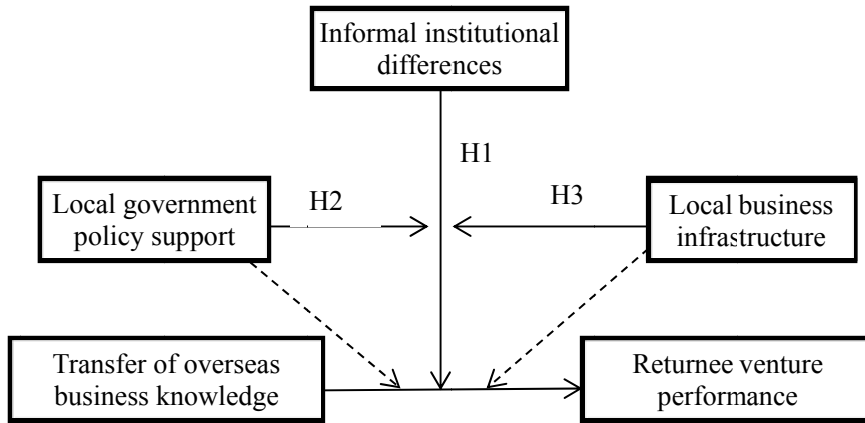 Informal institutional
differences
H1
H2
H3
Local government
policy support
Local business
infrastructure
Transfer of overseas
business knowledge
Returnee venture
performance